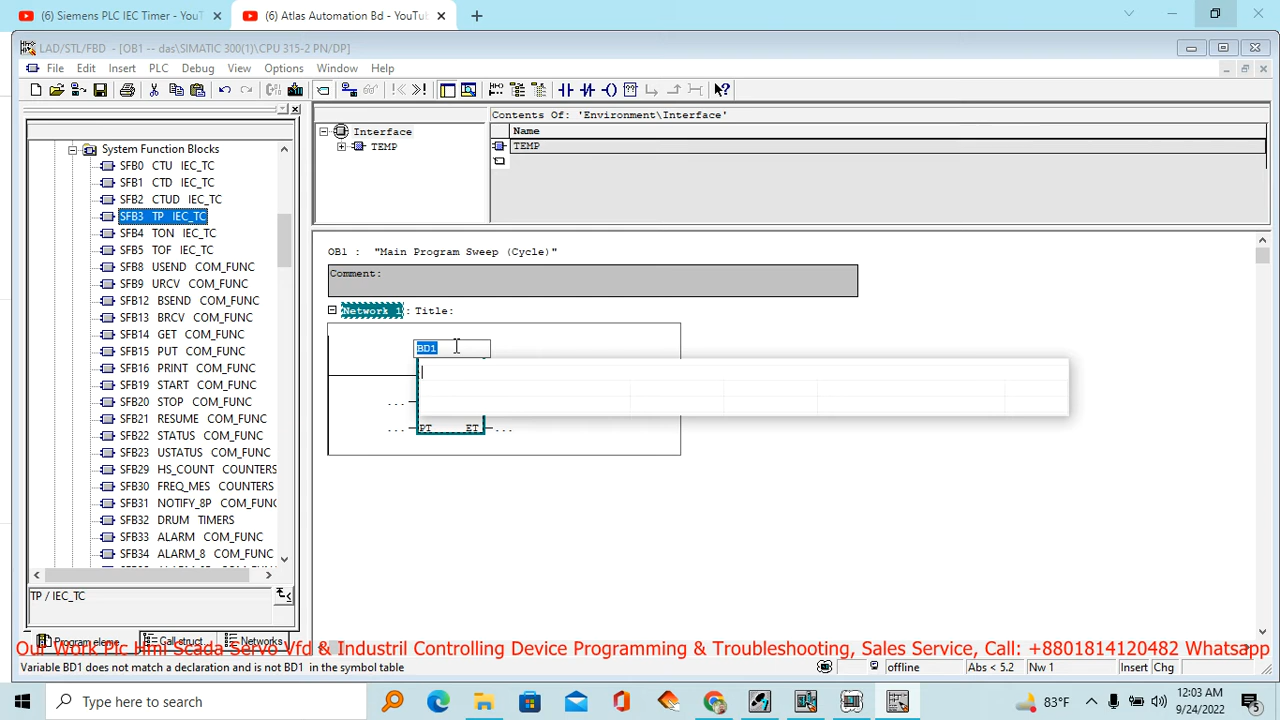 (6) Siemens PLC IEC Timer - YouT
(6) Atlas Automation Bd - YouTub
LAD/STL/FBD - [OB1 -- das\SIMATIC 300(1)\CPU 315-2 PN/DP]
File Edit Insert PLC Debug View Options Window Help
System Function Blocks
SFB0 CTU IEC_TC
SFB1 CTD IEC_TC
SFB2 CTUD IEC_TC
SFB3 TP IEC_TC
SFB4 TON IEC_TC
SFB5 TOF IEC_TC
SFB8 USEND COM_FUNC
SFB9 URCV COM_FUNC
SFB12 BSEND COM_FUNC
SFB13 BRCV COM_FUNC
SFB14 GET COM_FUNC
SFB15 PUT COM_FUNC
SFB16 PRINT COM_FUNC
SFB19 START COM_FUNC
SFB20 STOP COM_FUNC
SFB21 RESUME COM_FUNC
SFB22 STATUS COM_FUNC
SFB23 USTATUS COM_FUNC
SFB29 HS_COUNT COUNTERS
SFB30 FREQ_MES COUNTERS
SFB31 NOTIFY_8P COM_FUNC
SFB32 DRUM TIMERS
SFB33 ALARM COM_FUNC
SFB34 ALARM_8 COM_FUNC
TP / IEC_TC
Program eleme
Call struct
Networks
Interface
TEMP
Contents Of: 'Environment\Interface'
Name
TEMP
OB1 : "Main Program Sweep (Cycle)"
Comment:
Network 1: Title:
BD1
...
... PT ET ...
Our Work Plc Hmi Scada Servo Vfd & Industril Controlling Device Programming & Troubleshooting, Sales Service, Call: +8801814120482 Whatsapp
Variable BD1 does not match a declaration and is not BD1 in the symbol table
offline Abs < 5.2 Nw 1 Insert Chg
Type here to search
83°F
12:03 AM
9/24/2022
5